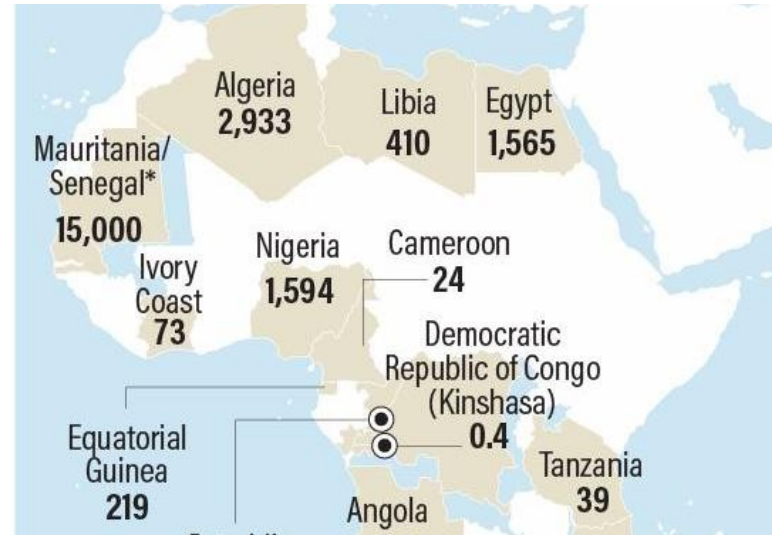 Algeria
2,933
Libia
410
Egypt
1,565
Mauritania/
Senegal*
15,000
Nigeria
1,594
Cameroon
24
Ivory
Coast
73
Democratic
Republic of Congo
(Kinshasa)
0.4
Equatorial
Guinea
219
Tanzania
39
Angola